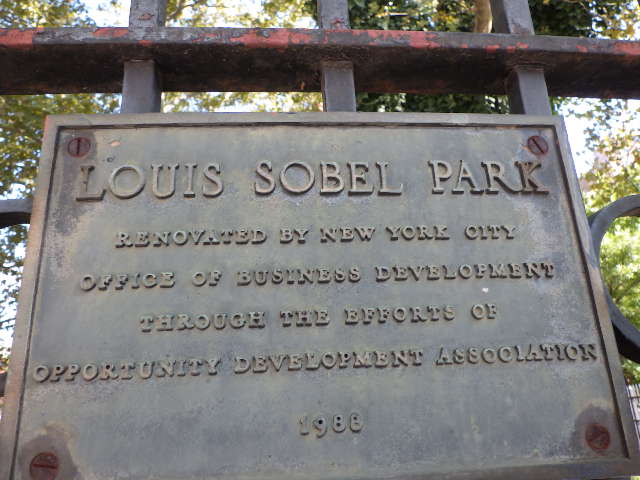 LOUIS SOBEL PARK
RENOVATED BY NEW YORK CITY
OFFICE OF BUSINESS DEVELOPMENT
THROUGH THE EFFORTS OF
OPPORTUNITY DEVELOPMENT ASSOCIATION
1988